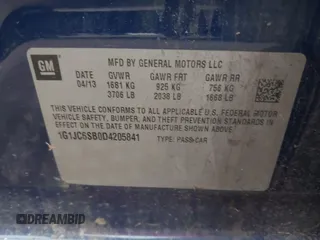 GM
MFD BY GENERAL MOTORS LLC
DATE GVWR GAWR FRT GAWR RR
04/13 1681 KG 925 KG 756 KG
3706 LB 2038 LB 1668 LB
THIS VEHICLE CONFORMS TO ALL APPLICABLE U.S. FEDERAL MOTOR
VEHICLE SAFETY, BUMPER, AND THEFT PREVENTION STANDARDS
IN EFFECT ON THE DATE OF MANUFACTURE SHOWN ABOVE.
1G1JC5SB0D4205841 TYPE: PASS CAR
DREAMBID